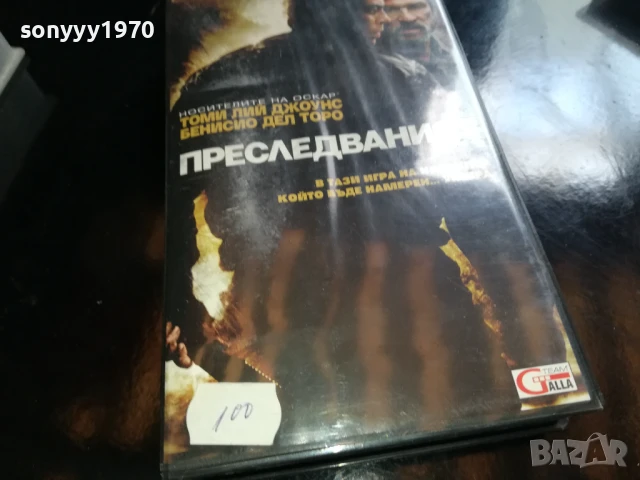 sonyyy1970
НОСИТЕЛИТЕ НА ОСКАР
ТОМИ ЛИЙ ДЖОУНС
БЕНИСИО ДЕЛ ТОРО
ПРЕСЛЕДВАНИ
В ТАЗИ ИГРА НА
КОЙТО БЪДЕ НАМЕРЕН...
TEAM
GALLA
100
BAZAR